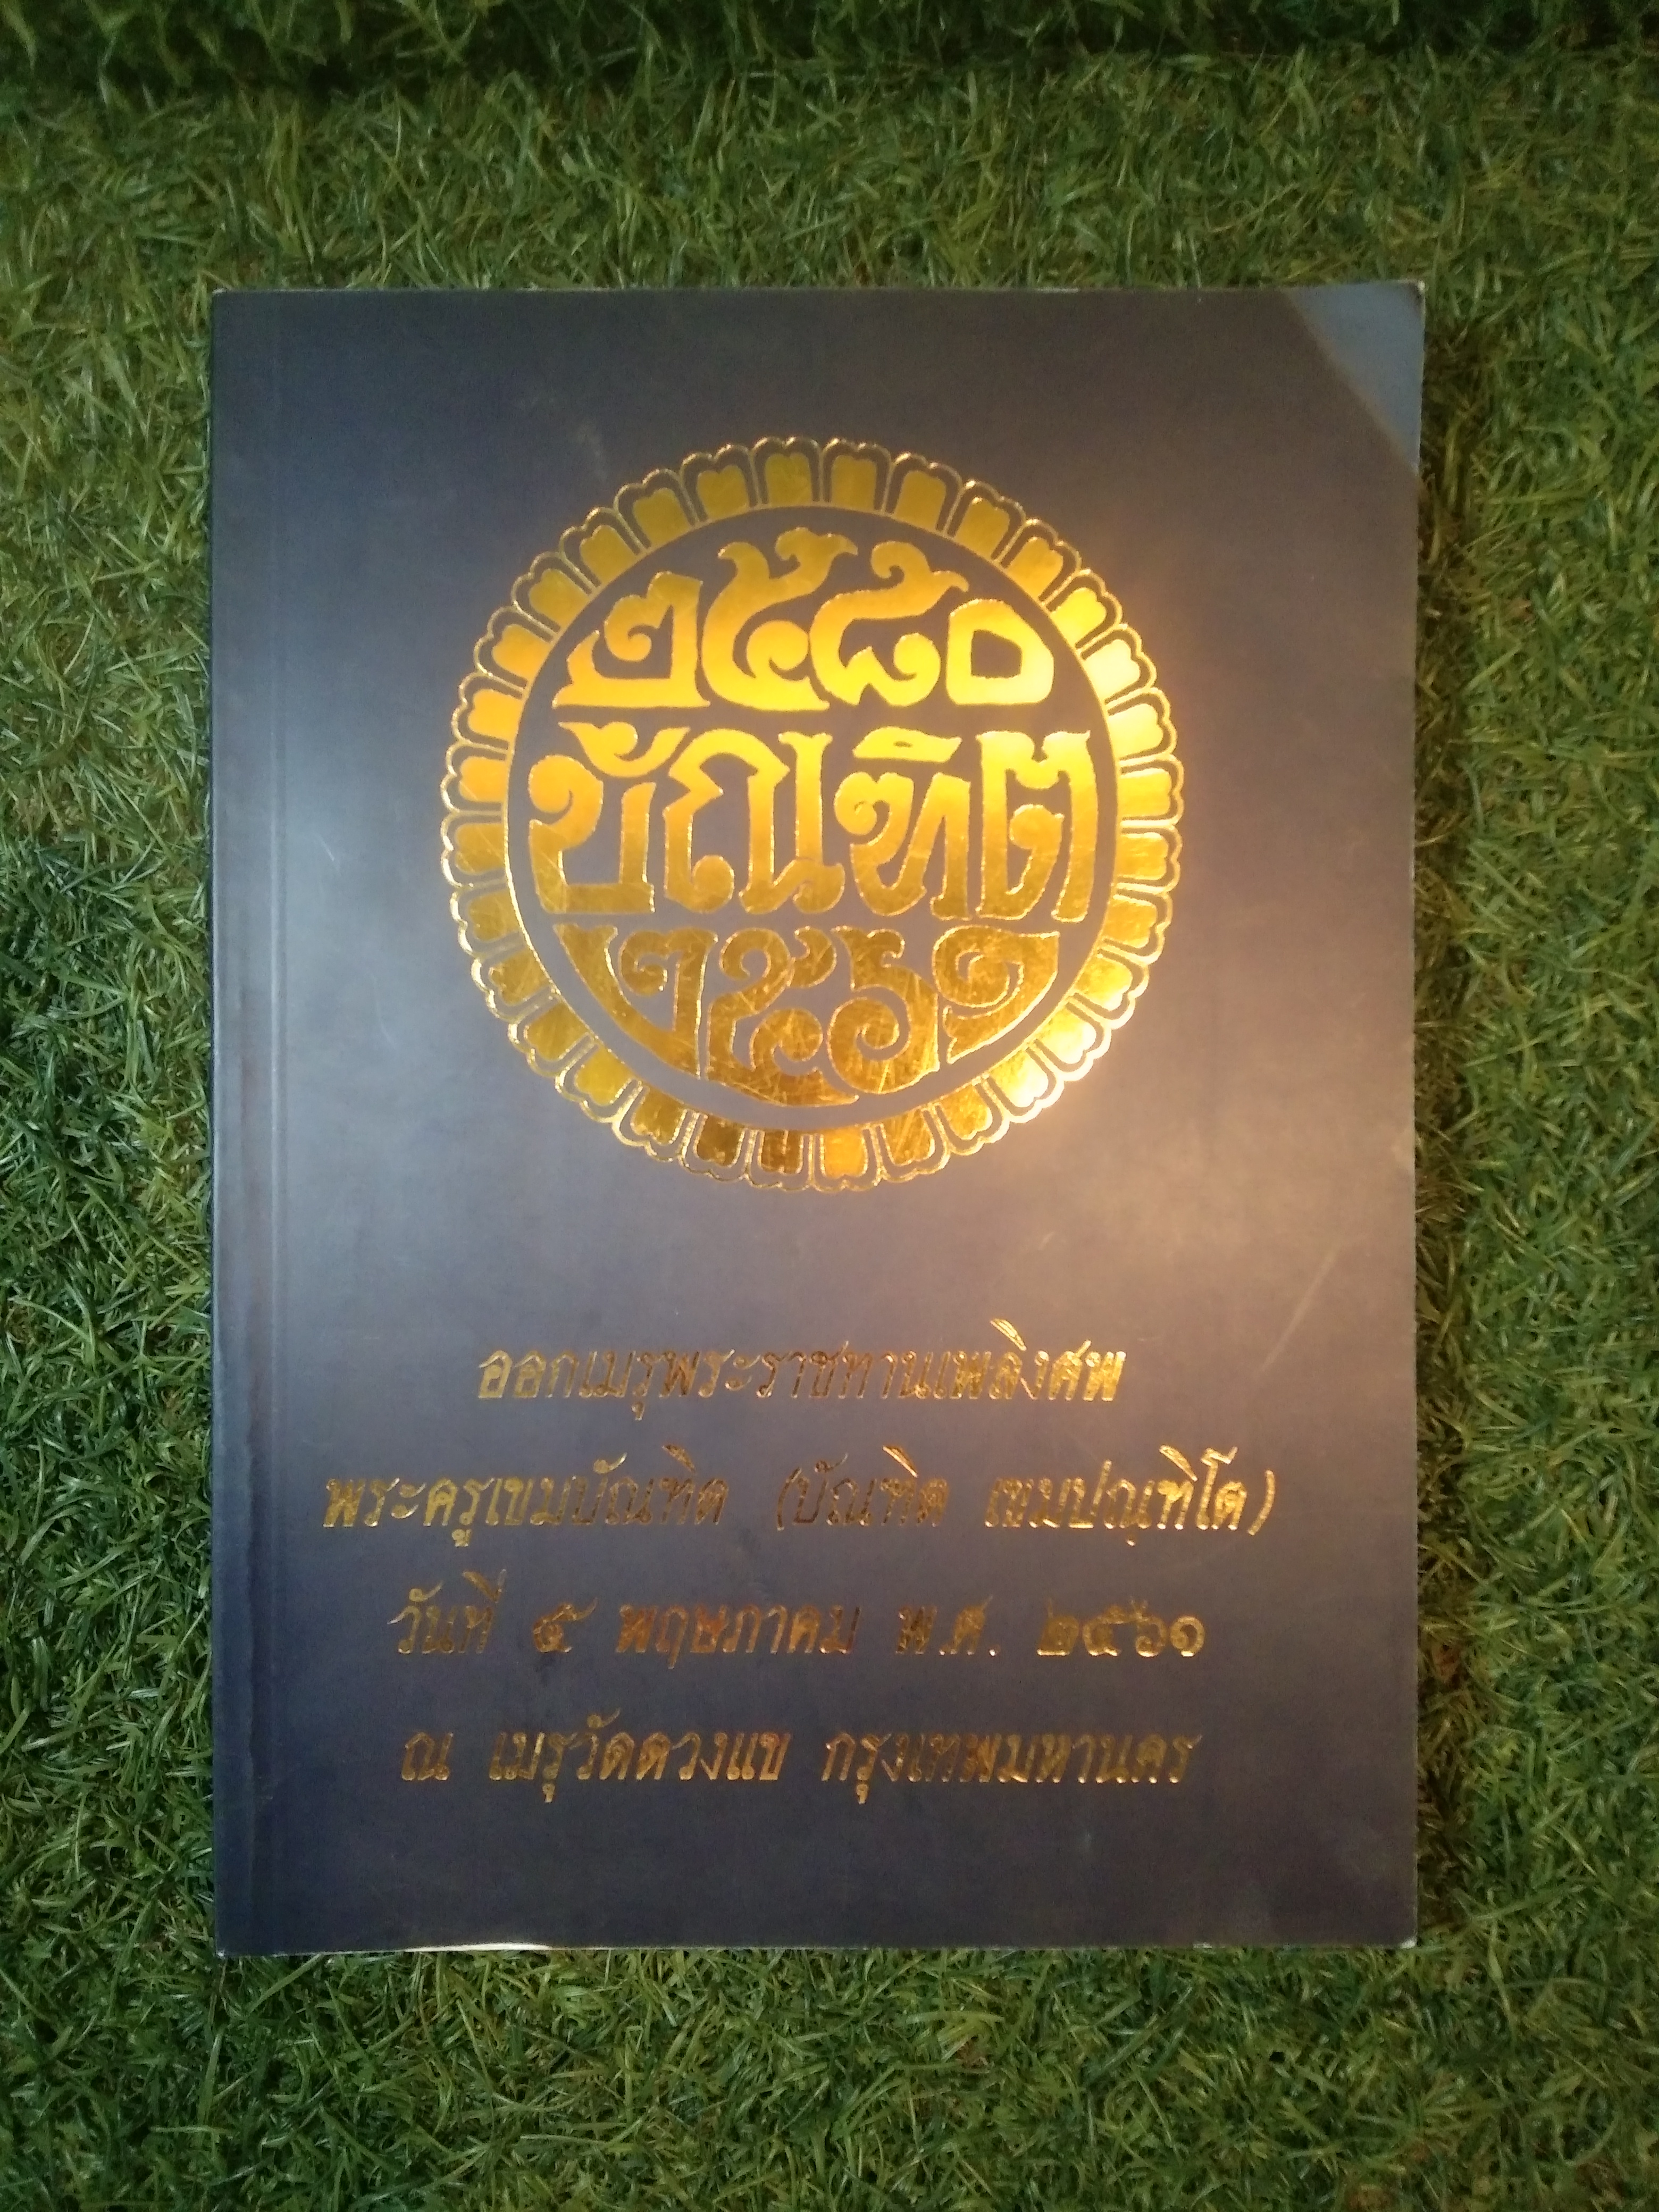 ๒๔๘๐
บัณฑิต
๒๕๖๑
ออกเมรุพระราชทานเพลิงศพ
พระครูเขมบัณฑิต (บัณฑิต เขมปณฺฑิโต)
วันที่ ๕ พฤษภาคม พ.ศ. ๒๕๖๑
ณ เมรุวัดดวงแข กรุงเทพมหานคร